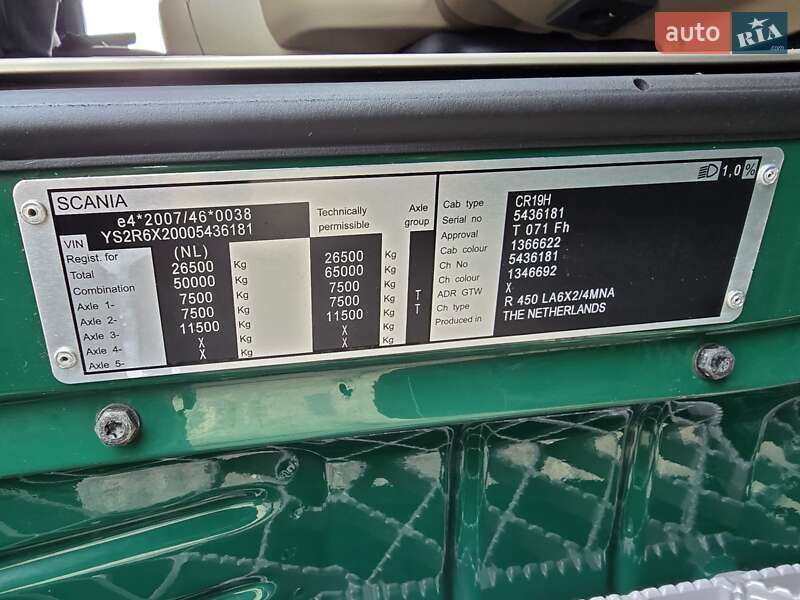 auto RIA.com
SCANIA
e4*2007/46*0038
VIN YS2R6X20005436181
Technically permissible
Axle group
Regist. for (NL)
Total 26500 Kg 26500 Kg
Combination 50000 Kg 65000 Kg
Axle 1- 7500 Kg 7500 Kg T
Axle 2- 7500 Kg 7500 Kg T
Axle 3- 11500 Kg 11500 Kg
Axle 4- X Kg X Kg
Axle 5- X Kg X Kg
1,0%
Cab type CR19H
Serial no 5436181
Approval T 071 Fh
Cab colour 1366622
Ch No 5436181
Ch colour 1346692
ADR GTW X
Ch type R 450 LA6X2/4MNA
Produced in THE NETHERLANDS